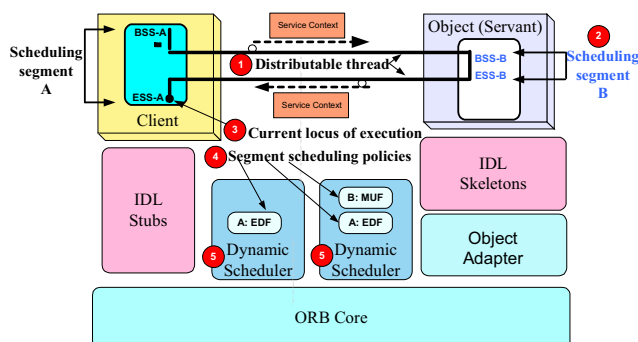 Service Context
Object (Servant)
2
Scheduling
segment
A
BSS-A
1
Distributable thread
BSS-B
ESS-B
Scheduling
segment
B
ESS-A
Service Context
Client
3
Current locus of execution
4
Segment scheduling policies
IDL
Stubs
A: EDF
5
Dynamic
Scheduler
B: MUF
A: EDF
5
Dynamic
Scheduler
IDL
Skeletons
Object
Adapter
ORB Core